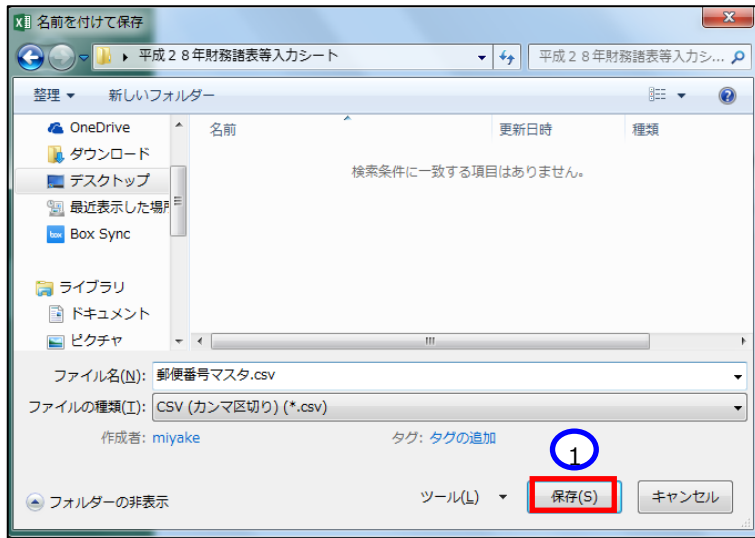 名前を付けて保存
平成２８年財務諸表等入力シート
平成２８年財務諸表等入力シ...
整理 新しいフォルダー
名前 更新日時 種類
OneDrive
ダウンロード
検索条件に一致する項目はありません。
デスクトップ
最近表示した場所
Box Sync
ライブラリ
ドキュメント
ピクチャ
ファイル名(N): 郵便番号マスタ.csv
ファイルの種類(T): CSV (カンマ区切り) (*.csv)
作成者: miyake タグ: タグの追加
1
フォルダーの非表示 ツール(L) 保存(S) キャンセル